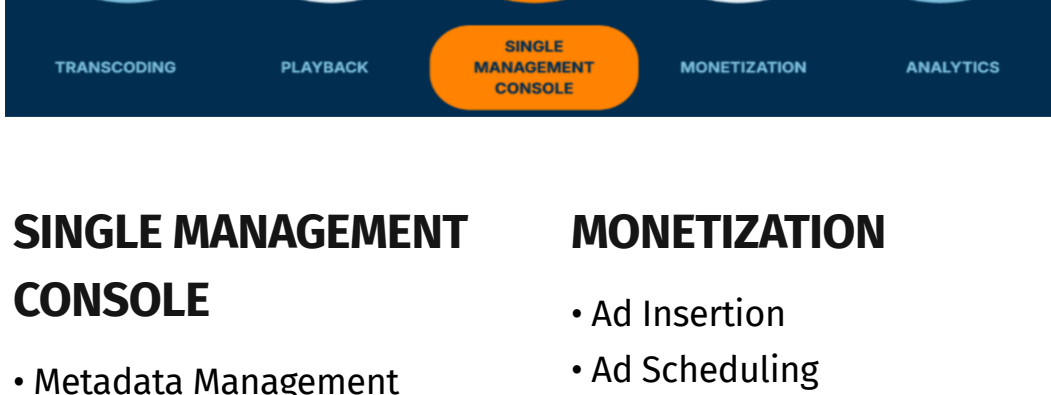 TRANSCODING
PLAYBACK
SINGLE
MANAGEMENT
CONSOLE
MONETIZATION
ANALYTICS
SINGLE MANAGEMENT
CONSOLE
• Metadata Management
MONETIZATION
• Ad Insertion
• Ad Scheduling